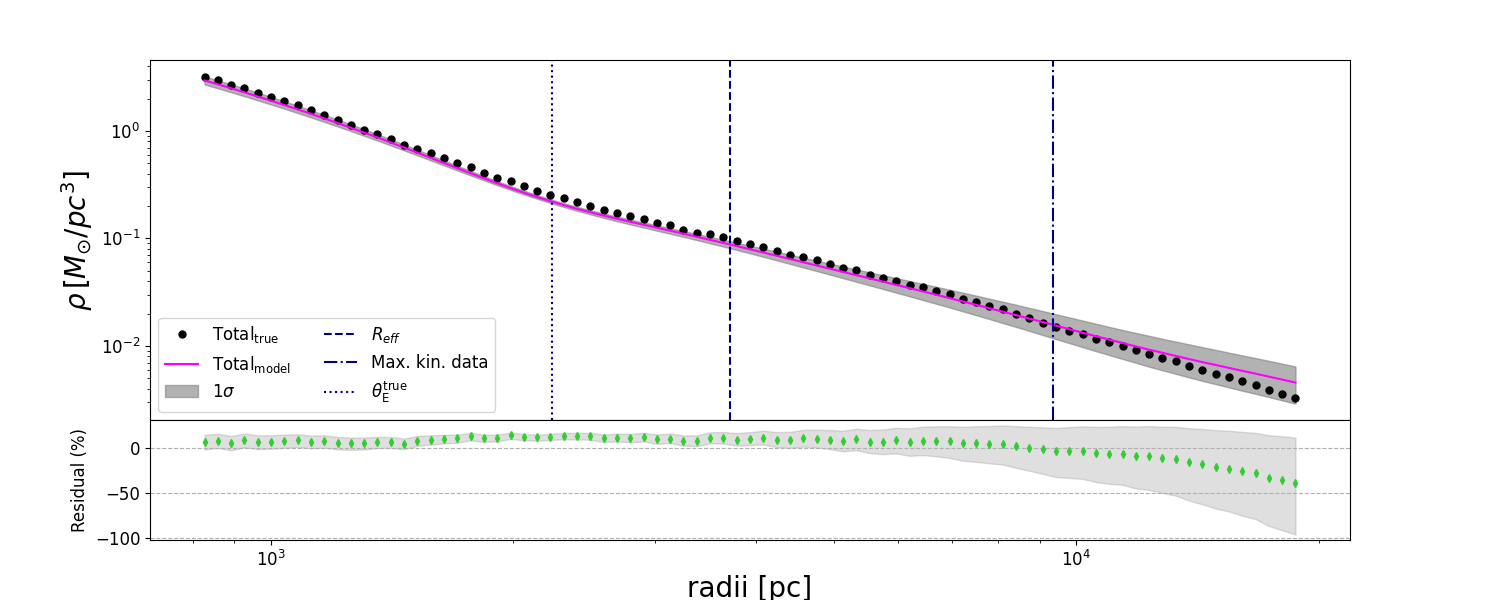 ρ [M⊙/pc³]
10⁰
10⁻¹
10⁻²
Total_true
Total_model
1σ
R_eff
Max. kin. data
θ_E^true
Residual (%)
0
−50
−100
10³
10⁴
radii [pc]